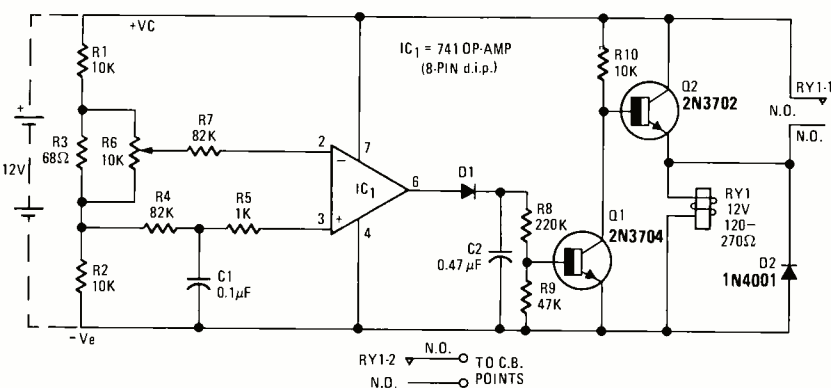 +VC
IC1 = 741 OP-AMP
(8-PIN d.i.p.)
R1
10K
R10
10K
Q2
2N3702
RY1-1
N.O.
N.O.
+
12V
R3
68Ω
R6
10K
R7
82K
2
7
−
IC1
6
D1
3
+
4
R4
82K
R5
1K
R8
220K
Q1
2N3704
RY1
12V
120–
270Ω
R2
10K
C1
0.1µF
C2
0.47 µF
R9
47K
D2
1N4001
-Ve
RY1-2 N.O. TO C.B.
N.O. POINTS